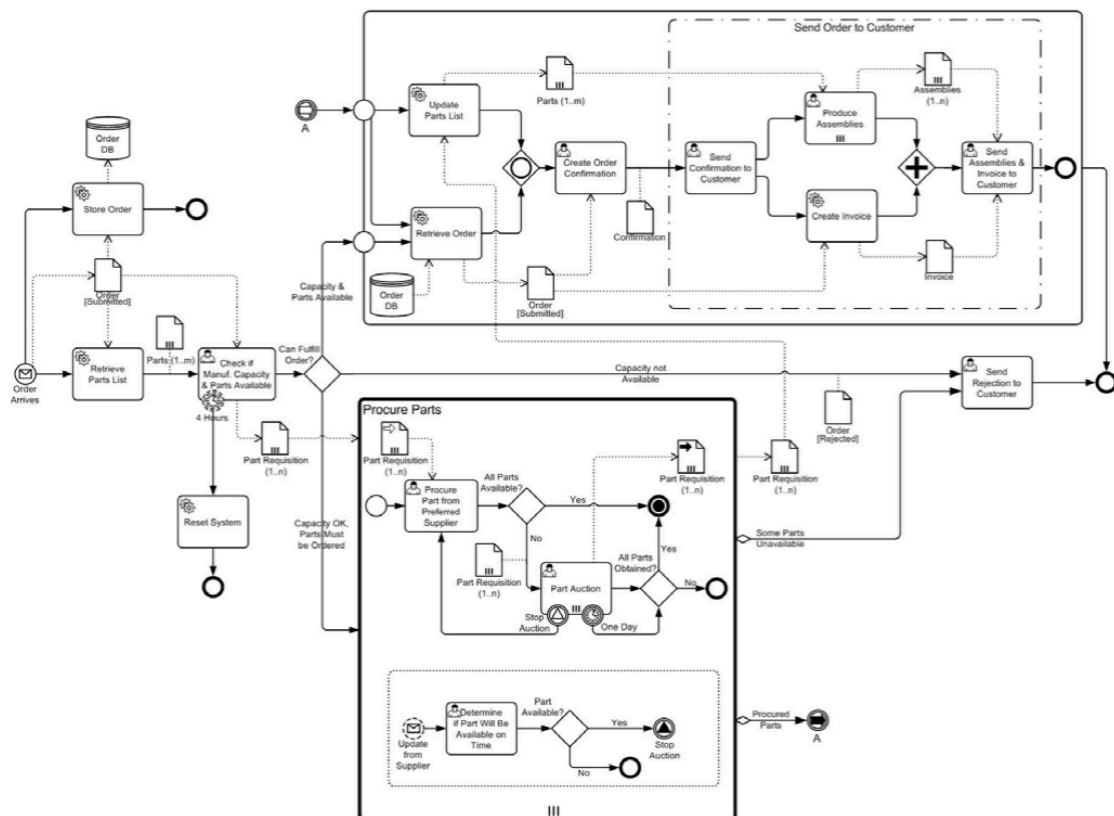 Send Order to Customer
Parts (1..m)
Assemblies
(1..n)
A
Update
Parts List
Produce
Assemblies
Order
DB
Create Order
Confirmation
Send
Confirmation to
Customer
Send
Assemblies &
Invoice to
Customer
Store Order
Retrieve Order
Create Invoice
Confirmation
Invoice
Order
[Submitted]
Capacity &
Parts Available
Order
DB
Order
[Submitted]
Parts (1..m)
Can Fulfill
Order?
Order
Arrives
Retrieve
Parts List
Check if
Manuf. Capacity
& Parts Available
4 Hours
Capacity not
Available
Send
Rejection to
Customer
Procure Parts
Order
[Rejected]
Part Requisition
(1..n)
Part Requisition
(1..n)
Part Requisition
(1..n)
Part Requisition
(1..n)
All Parts
Available?
Yes
Procure
Part from
Preferred
Supplier
No
Reset System
Capacity OK,
Parts Must
be Ordered
Some Parts
Unavailable
All Parts
Obtained?
Yes
Part Requisition
(1..n)
Part Auction
No
Stop
Auction
One Day
Determine
if Part Will Be
Available on
Time
Part
Available?
Yes
Procured
Parts
A
Update
from
Supplier
Stop
Auction
No